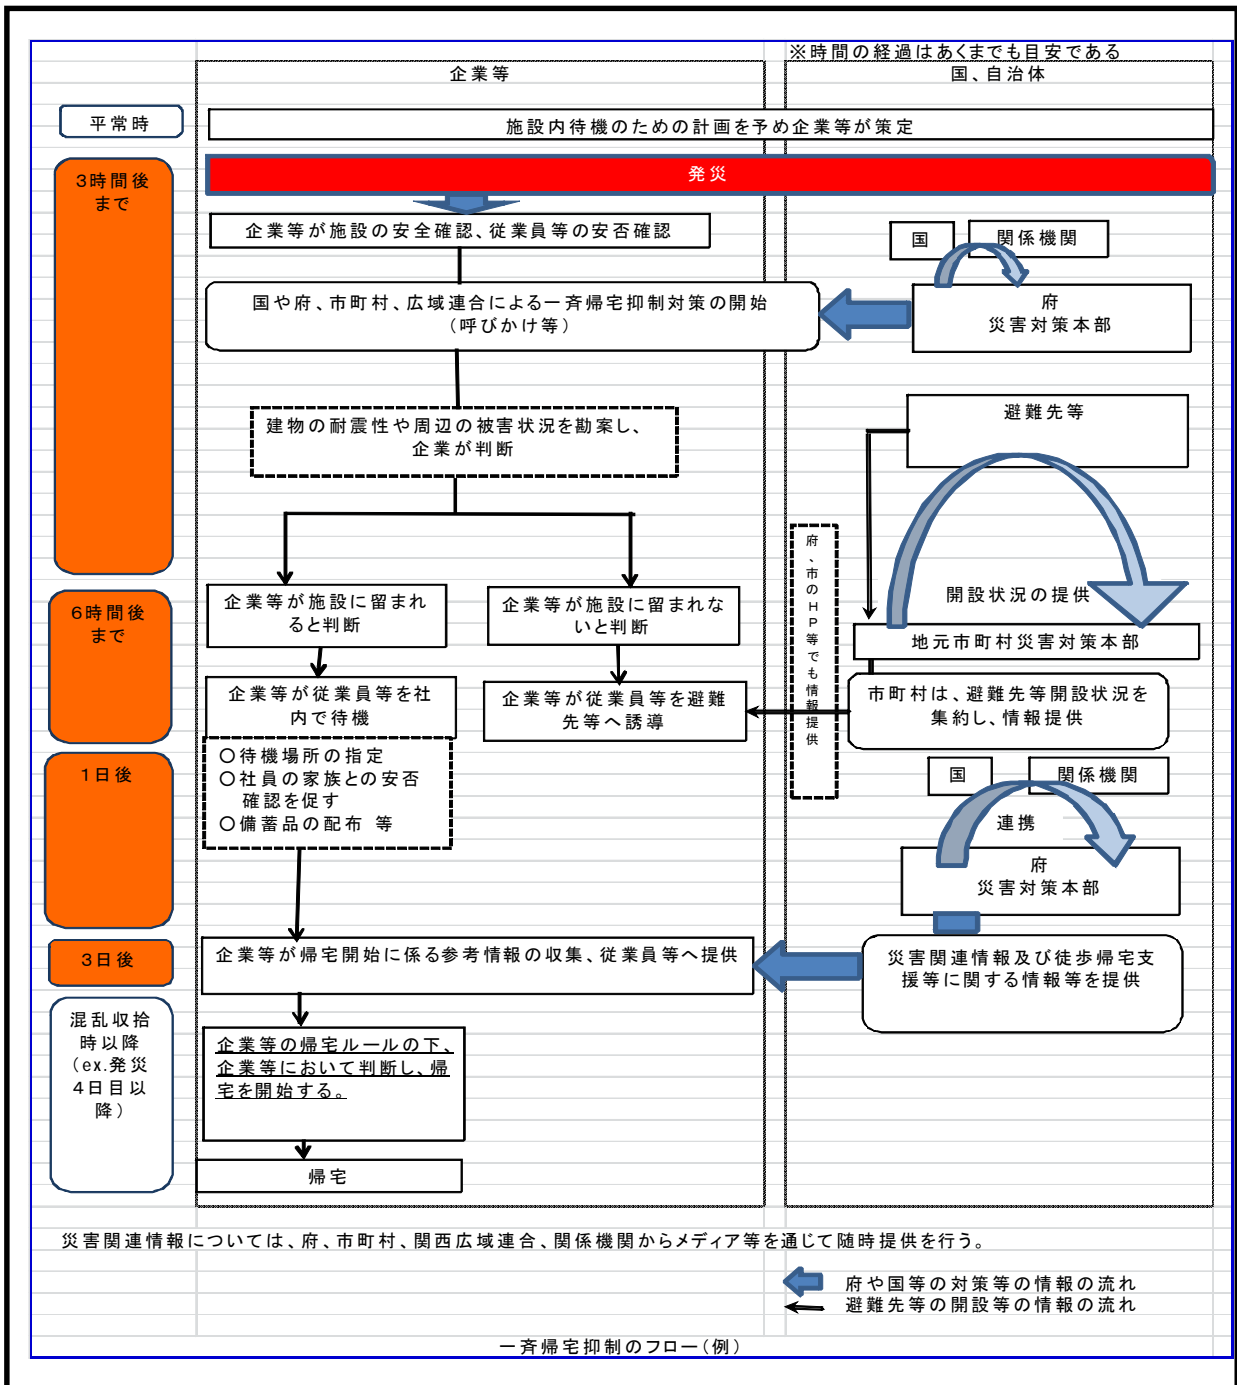 ※時間の経過はあくまでも目安である
企業等
国、自治体
平常時
施設内待機のための計画を予め企業等が策定
3時間後
まで
発災
企業等が施設の安全確認、従業員等の安否確認
国
関係機関
国や府、市町村、広域連合による一斉帰宅抑制対策の開始
（呼びかけ等）
府
災害対策本部
建物の耐震性や周辺の被害状況を勘案し、
企業が判断
避難先等
府、市のHP等でも情報提供
6時間後
まで
企業等が施設に留まれ
ると判断
企業等が施設に留まれな
いと判断
開設状況の提供
地元市町村災害対策本部
企業等が従業員等を社
内で待機
企業等が従業員等を避難
先等へ誘導
市町村は、避難先等開設状況を
集約し、情報提供
○待機場所の指定
○社員の家族との安否
確認を促す
○備蓄品の配布 等
1日後
国
関係機関
連携
府
災害対策本部
3日後
企業等が帰宅開始に係る参考情報の収集、従業員等へ提供
災害関連情報及び徒歩帰宅支
援等に関する情報等を提供
混乱収拾
時以降
（ex.発災
4日目以
降）
企業等の帰宅ルールの下、
企業等において判断し、帰
宅を開始する。
帰宅
災害関連情報については、府、市町村、関西広域連合、関係機関からメディア等を通じて随時提供を行う。
府や国等の対策等の情報の流れ
避難先等の開設等の情報の流れ
一斉帰宅抑制のフロー（例）